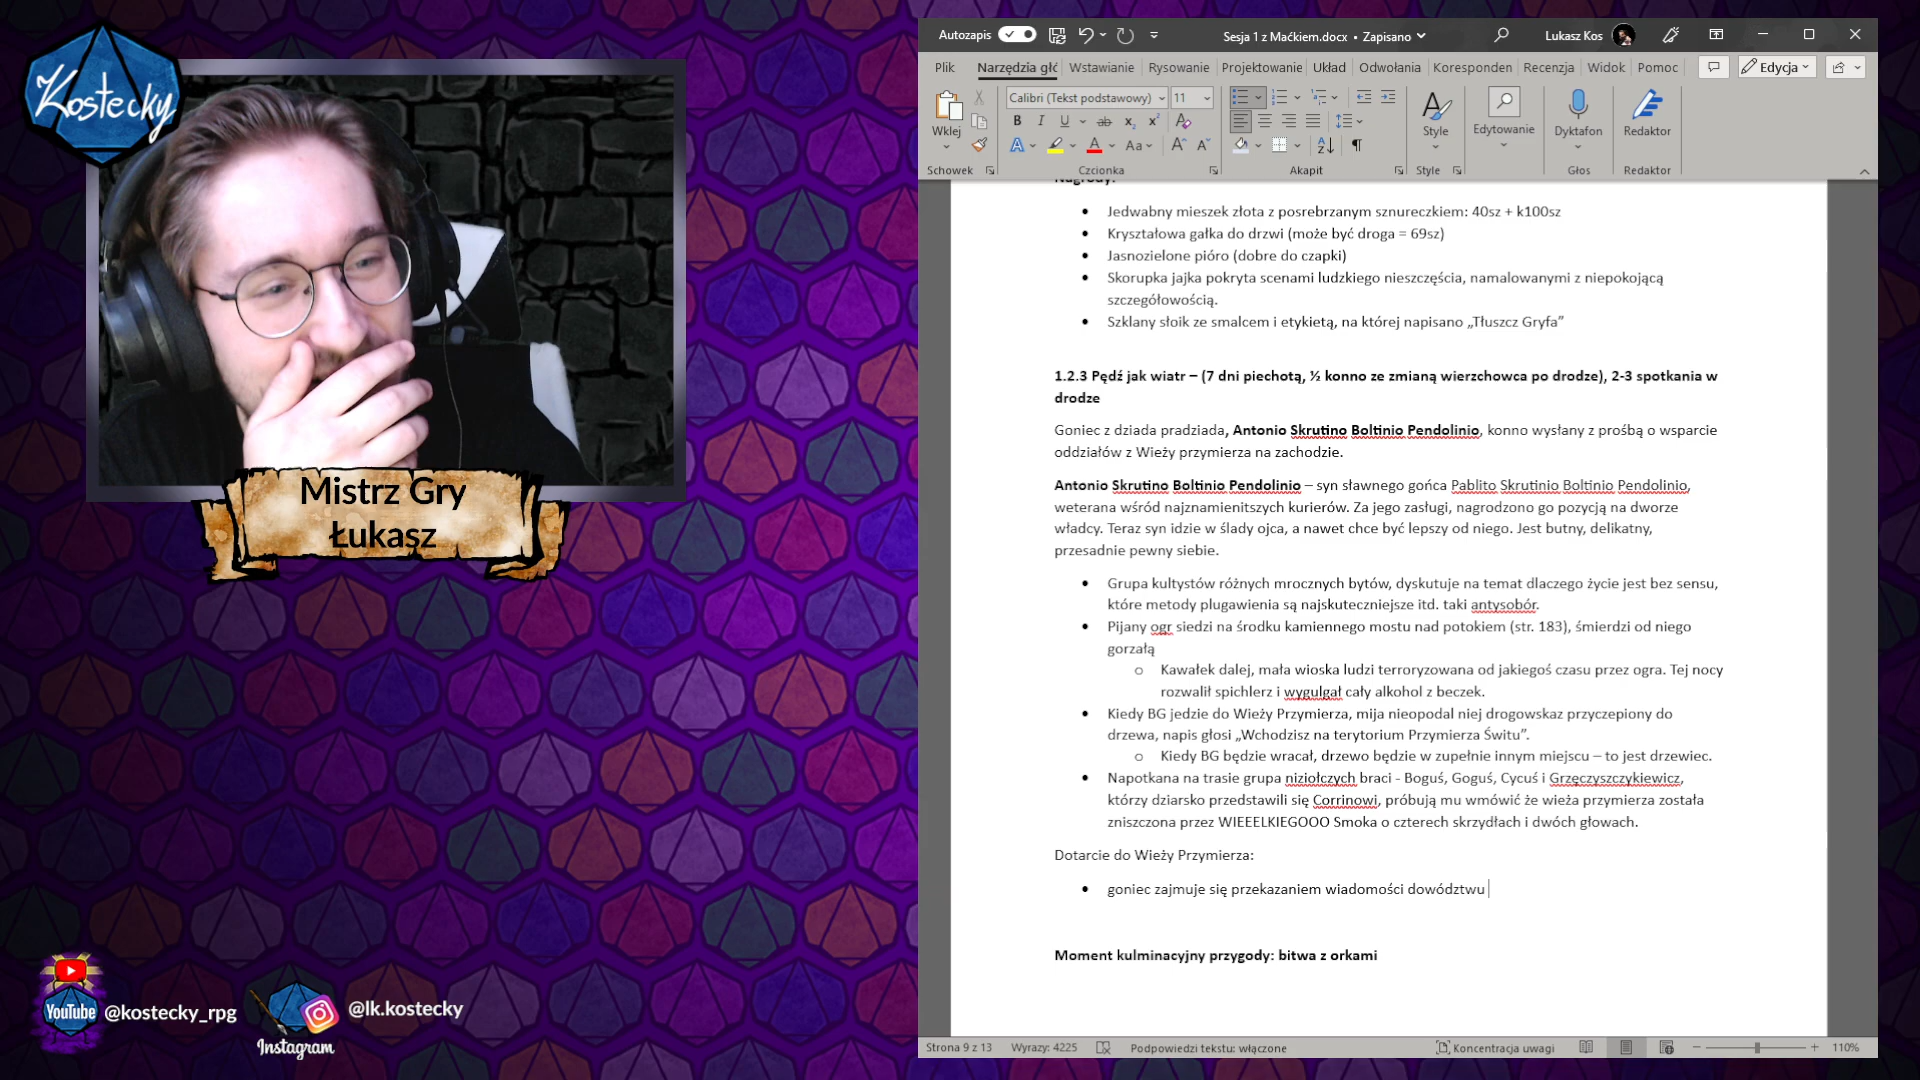 Kostecky
Mistrz Gry
Łukasz
YouTube @kostecky_rpg
Instagram @lk.kostecky
Autozapis
Sesja 1 z Maćkiem.docx • Zapisano
Lukasz Kos
Plik Narzędzia głć Wstawianie Rysowanie Projektowanie Układ Odwołania Koresponden Recenzja Widok Pomoc
Edycja
Wklej
Calibri (Tekst podstawowy) 11
Style
Edytowanie
Dyktafon
Redaktor
Schowek Czcionka Akapit Style Głos Redaktor
Nagrody:
• Jedwabny mieszek złota z posrebrzanym sznureczkiem: 40sz + k100sz
• Kryształowa gałka do drzwi (może być droga = 69sz)
• Jasnozielone pióro (dobre do czapki)
• Skorupka jajka pokryta scenami ludzkiego nieszczęścia, namalowanymi z niepokojącą
szczegółowością.
• Szklany słoik ze smalcem i etykietą, na której napisano „Tłuszcz Gryfa”
1.2.3 Pędź jak wiatr – (7 dni piechotą, ½ konno ze zmianą wierzchowca po drodze), 2-3 spotkania w
drodze
Goniec z dziada pradziada, Antonio Skrutino Boltinio Pendolinio, konno wysłany z prośbą o wsparcie
oddziałów z Wieży przymierza na zachodzie.
Antonio Skrutino Boltinio Pendolinio – syn sławnego gońca Pablito Skrutinio Boltinio Pendolinio,
weterana wśród najznamienitszych kurierów. Za jego zasługi, nagrodzono go pozycją na dworze
władcy. Teraz syn idzie w ślady ojca, a nawet chce być lepszy od niego. Jest butny, delikatny,
przesadnie pewny siebie.
• Grupa kultystów różnych mrocznych bytów, dyskutuje na temat dlaczego życie jest bez sensu,
które metody plugawienia są najskuteczniejsze itd. taki antysobór.
• Pijany ogr siedzi na środku kamiennego mostu nad potokiem (str. 183), śmierdzi od niego
gorzałą
o Kawałek dalej, mała wioska ludzi terroryzowana od jakiegoś czasu przez ogra. Tej nocy
rozwalił spichlerz i wygulgał cały alkohol z beczek.
• Kiedy BG jedzie do Wieży Przymierza, mija nieopodal niej drogowskaz przyczepiony do
drzewa, napis głosi „Wchodzisz na terytorium Przymierza Świtu”.
o Kiedy BG będzie wracał, drzewo będzie w zupełnie innym miejscu – to jest drzewiec.
• Napotkana na trasie grupa niziołczych braci - Boguś, Goguś, Cycuś i Grzęczyszczykiewicz,
którzy dziarsko przedstawili się Corrinowi, próbują mu wmówić że wieża przymierza została
zniszczona przez WIEEELKIEGOOO Smoka o czterech skrzydłach i dwóch głowach.
Dotarcie do Wieży Przymierza:
• goniec zajmuje się przekazaniem wiadomości dowództwu
Moment kulminacyjny przygody: bitwa z orkami
Strona 9 z 13 Wyrazy: 4225 Podpowiedzi tekstu: włączone Koncentracja uwagi 110%